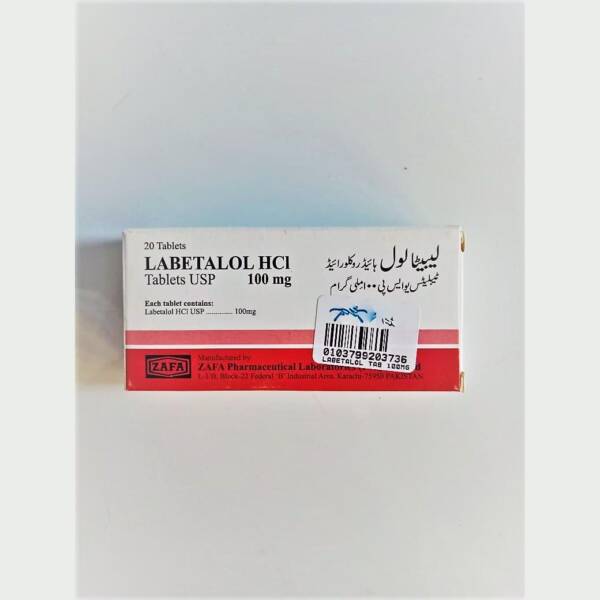 20 Tablets
LABETALOL HCl
Tablets USP 100 mg
Each tablet contains:
Labetalol HCl USP ............. 100mg
لیبیٹالول ہائیڈروکلورائیڈ
ٹیبلیٹس یو ایس پی ۱۰۰ ملی گرام
0103799203736
LABETALOL TAB 100MG
ZAFA
Manufactured by
ZAFA Pharmaceutical Laboratories
L-1/B, Block-22 Federal 'B' Industrial Area, Karachi-75950 PAKISTAN.